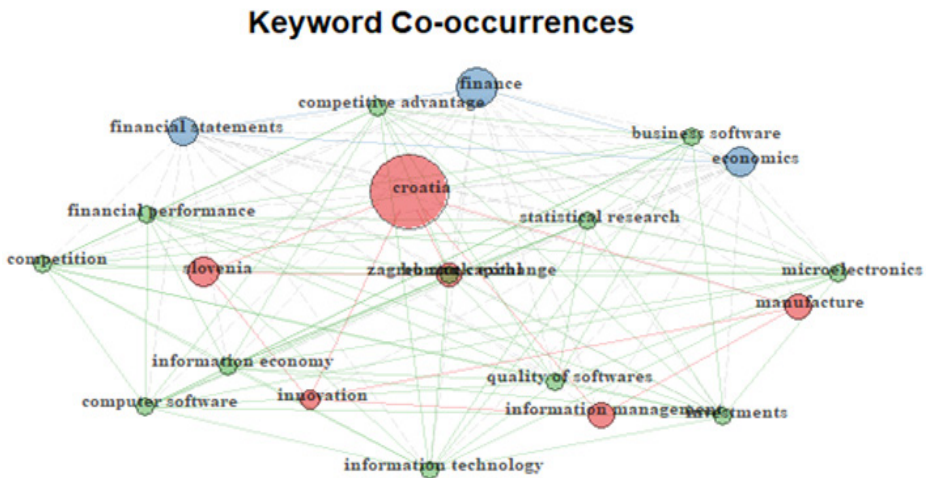 Keyword Co-occurrences
finance
competitive advantage
financial statements
business software
economics
croatia
financial performance
statistical research
competition
slovenia
microelectronics
manufacture
information economy
quality of softwares
innovation
computer software
information management
investments
information technology